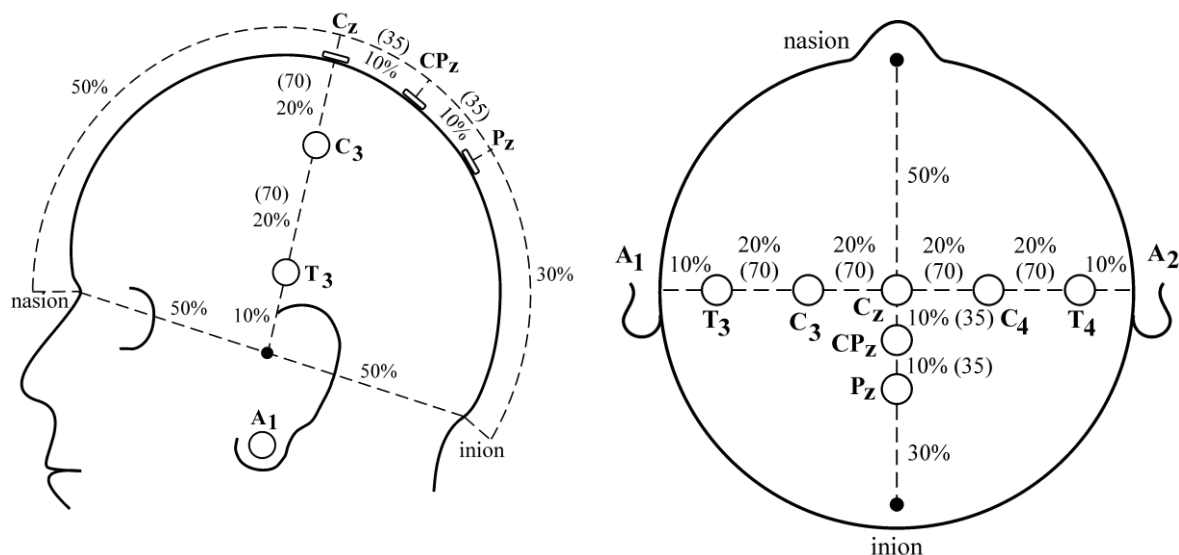 Cz
(35)
10%
CPz
(35)
10%
Pz
50%
(70)
20%
C3
(70)
20%
T3
30%
nasion
50%
10%
50%
A1
inion
nasion
50%
A1
A2
10%
20%
(70)
20%
(70)
20%
(70)
20%
(70)
10%
T3
C3
Cz
C4
T4
10% (35)
CPz
10% (35)
Pz
30%
inion